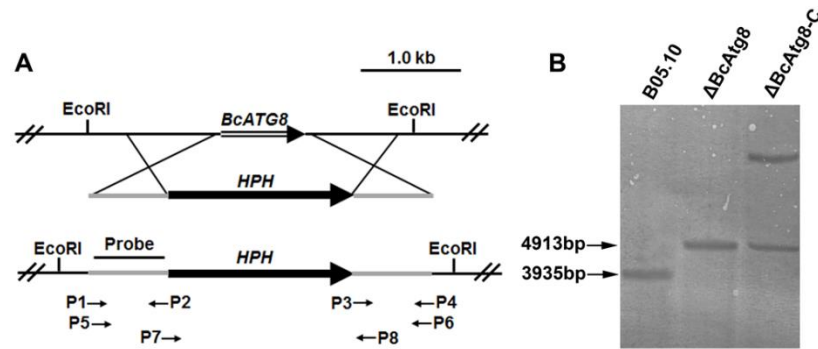 A
1.0 kb
EcoRI
BcATG8
EcoRI
HPH
EcoRI
Probe
HPH
EcoRI
P1
P2
P3
P4
P5
P6
P7
P8
B
B05.10
ΔBcAtg8
ΔBcAtg8-C
4913bp
3935bp